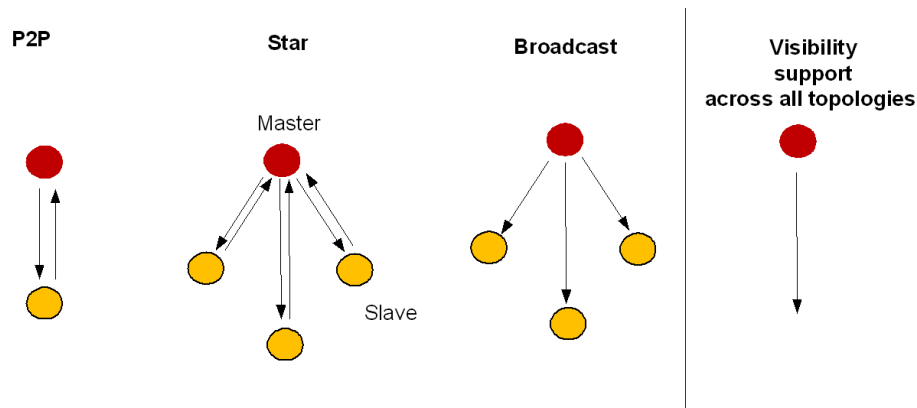 P2P
Star
Broadcast
Visibility
support
across all topologies
Master
Slave